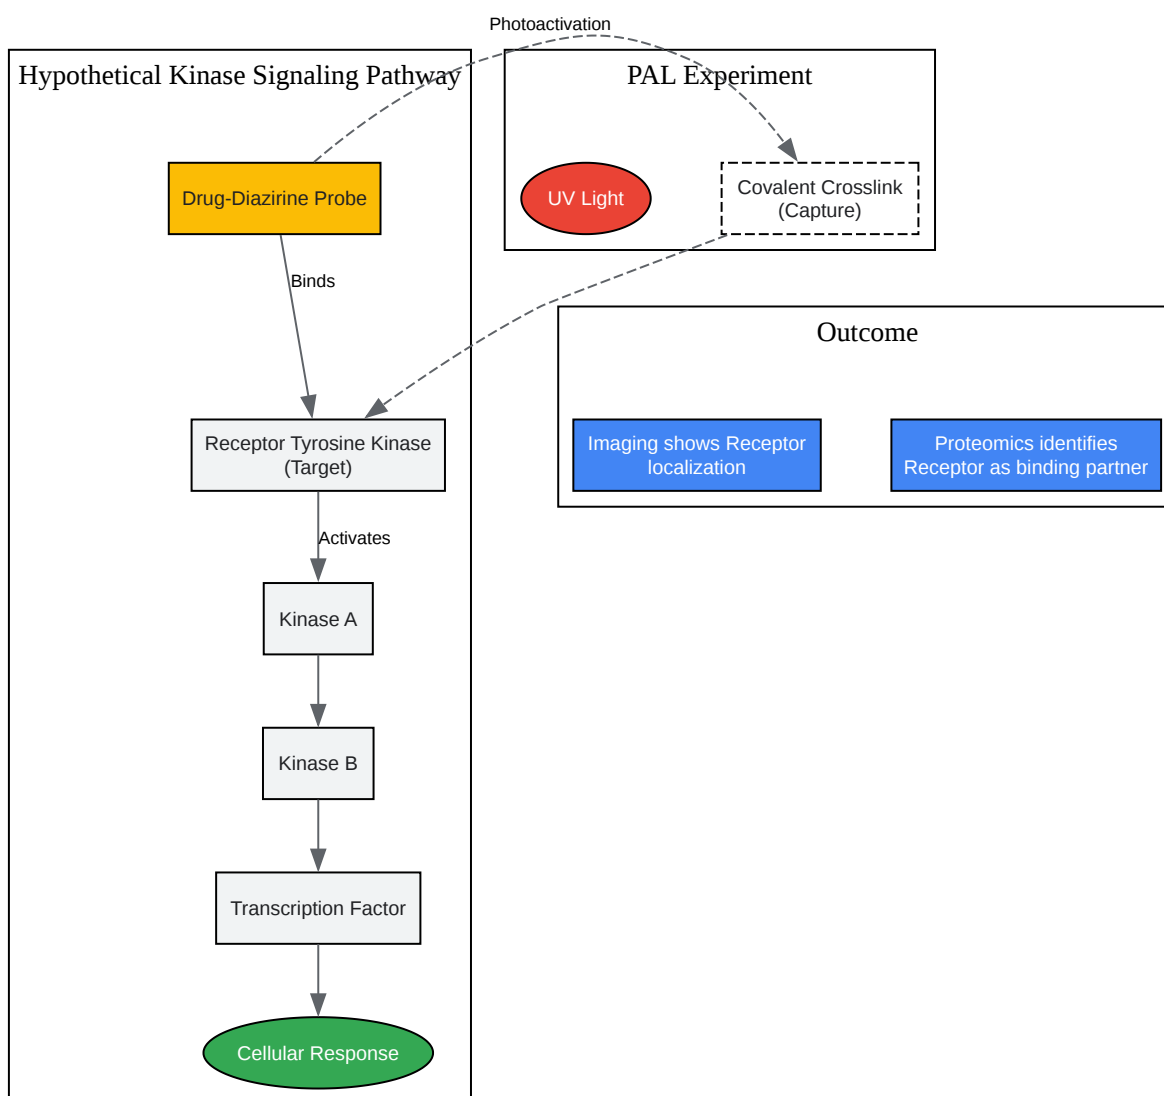 Photoactivation
Hypothetical Kinase Signaling Pathway
PAL Experiment
Drug-Diazirine Probe
UV Light
Covalent Crosslink
(Capture)
Binds
Outcome
Receptor Tyrosine Kinase
(Target)
Imaging shows Receptor
localization
Proteomics identifies
Receptor as binding partner
Activates
Kinase A
Kinase B
Transcription Factor
Cellular Response